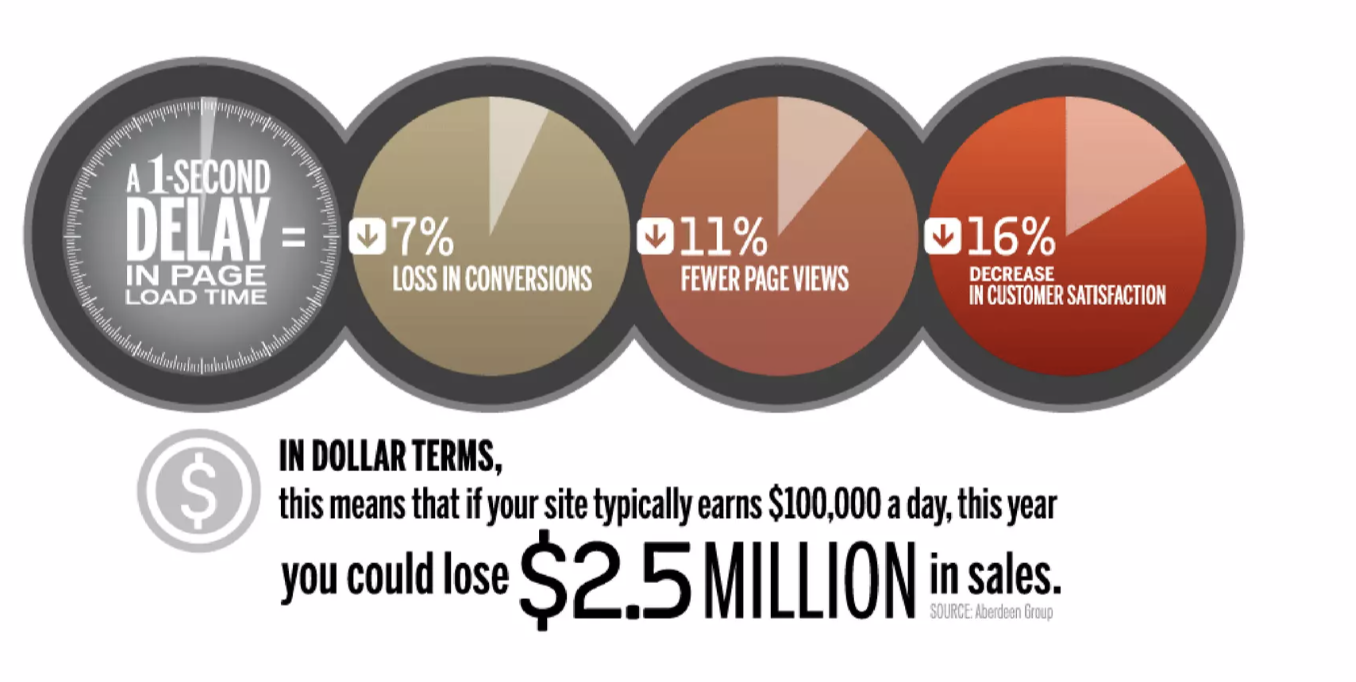 A 1-SECOND
DELAY =
IN PAGE
LOAD TIME
7%
LOSS IN CONVERSIONS
11%
FEWER PAGE VIEWS
16%
DECREASE
IN CUSTOMER SATISFACTION
$
IN DOLLAR TERMS,
this means that if your site typically earns $100,000 a day, this year
you could lose $2.5 MILLION in sales.
SOURCE: Aberdeen Group